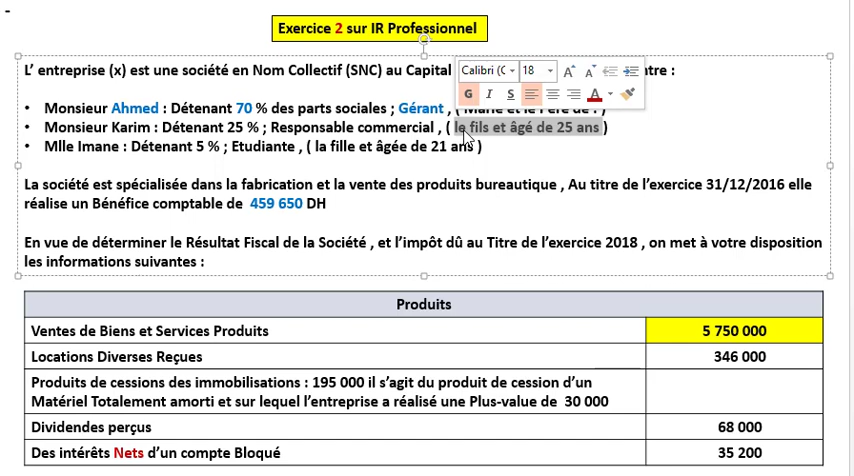 -
Exercice 2 sur IR Professionnel
L' entreprise (x) est une société en Nom Collectif (SNC) au Capital
ntre :
Calibri (C
18
G I S A
• Monsieur Ahmed : Détenant 70 % des parts sociales ; Gérant , ( Marié et le Père de : )
• Monsieur Karim : Détenant 25 % ; Responsable commercial , ( le fils et âgé de 25 ans )
• Mlle Imane : Détenant 5 % ; Etudiante , ( la fille et âgée de 21 ans )
La société est spécialisée dans la fabrication et la vente des produits bureautique , Au titre de l'exercice 31/12/2016 elle
réalise un Bénéfice comptable de 459 650 DH
En vue de déterminer le Résultat Fiscal de la Société , et l'impôt dû au Titre de l'exercice 2018 , on met à votre disposition
les informations suivantes :
Produits
Ventes de Biens et Services Produits 5 750 000
Locations Diverses Reçues 346 000
Produits de cessions des immobilisations : 195 000 il s'agit du produit de cession d'un
Matériel Totalement amorti et sur lequel l'entreprise a réalisé une Plus-value de 30 000
Dividendes perçus 68 000
Des intérêts Nets d'un compte Bloqué 35 200